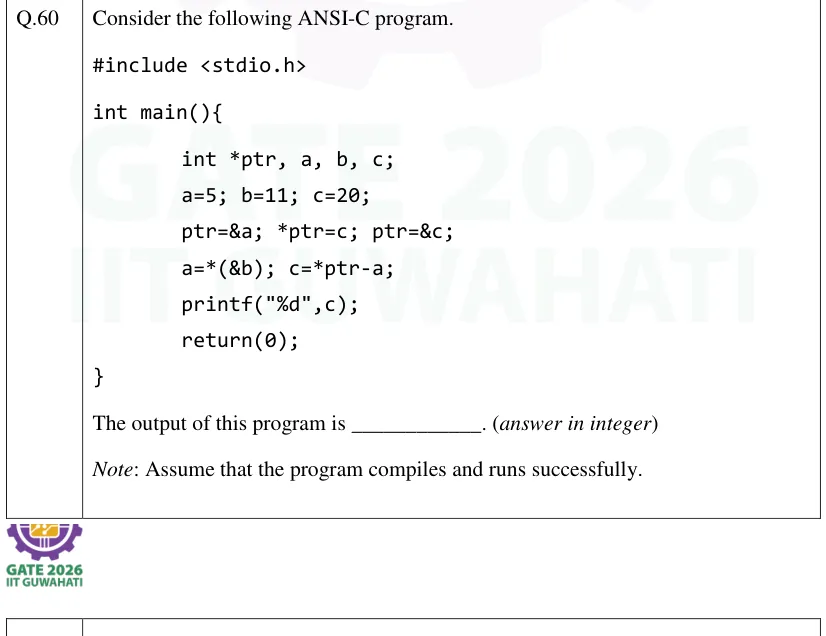 Q.60 Consider the following ANSI-C program.
#include <stdio.h>
int main(){
int *ptr, a, b, c;
a=5; b=11; c=20;
ptr=&a; *ptr=c; ptr=&c;
a=*(&b); c=*ptr-a;
printf("%d",c);
return(0);
}
The output of this program is ____________. (answer in integer)
Note: Assume that the program compiles and runs successfully.
GATE 2026
IIT GUWAHATI
GATE 2026
IIT GUWAHATI